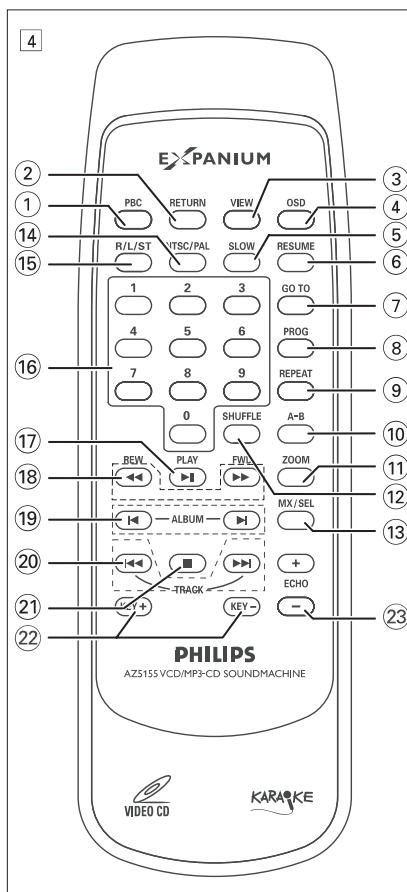 4
EXPANIUM
2
3
PBC RETURN VIEW OSD
1
4
14
5
R/L/ST NTSC/PAL SLOW RESUME
15
6
1 2 3 GO TO
7
4 5 6 PROG
16
8
7 8 9 REPEAT
9
0 SHUFFLE A-B
10
17
REW PLAY FWD ZOOM
18
11
12
19
ALBUM
MX/SEL
13
20
+
TRACK
ECHO
21
KEY+ KEY–
–
22
23
PHILIPS
AZ5155 VCD/MP3-CD SOUNDMACHINE
VIDEO CD KARAOKE